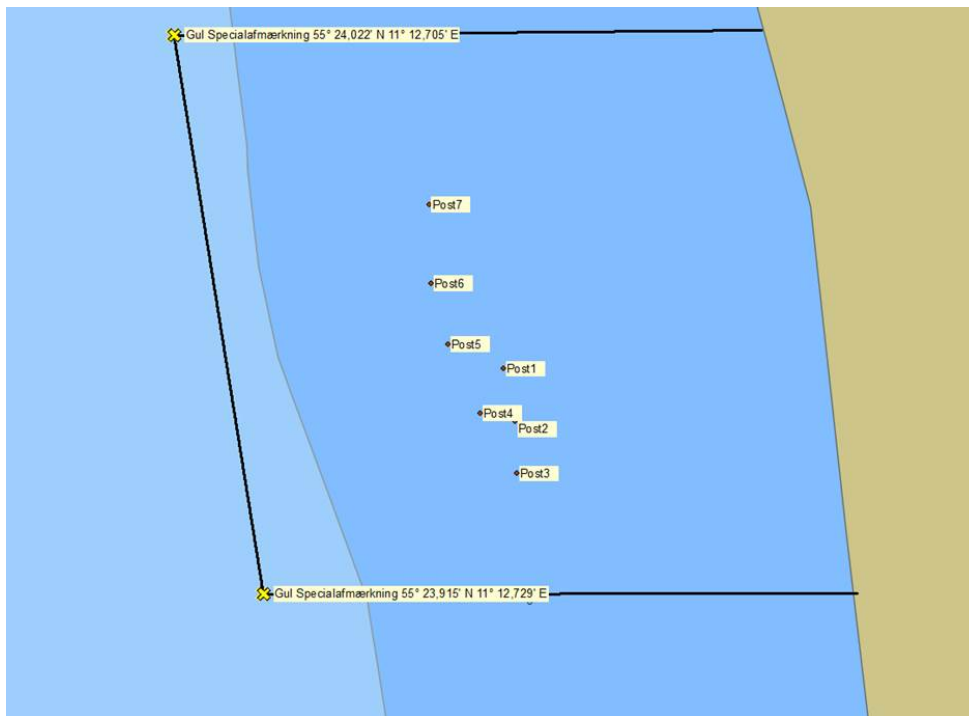 Gul Specialafmærkning 55° 24,022' N 11° 12,705' E
Post7
Post6
Post5
Post1
Post4
Post2
Post3
Gul Specialafmærkning 55° 23,915' N 11° 12,729' E